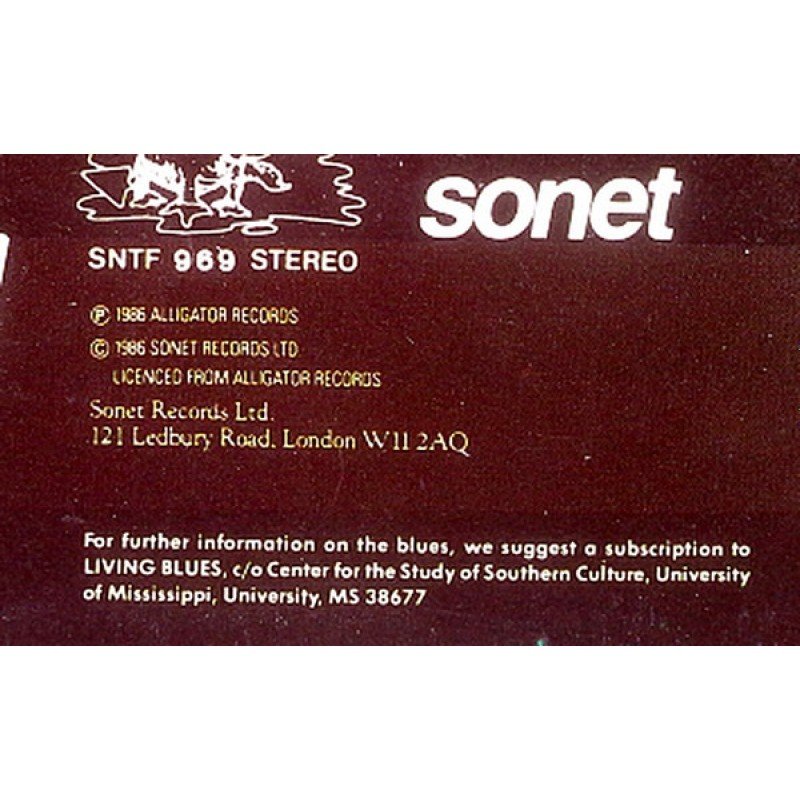 sonet
SNTF 969 STEREO
Ⓟ 1986 ALLIGATOR RECORDS
© 1986 SONET RECORDS LTD
LICENCED FROM ALLIGATOR RECORDS
Sonet Records Ltd.
121 Ledbury Road, London W11 2AQ
For further information on the blues, we suggest a subscription to
LIVING BLUES, c/o Center for the Study of Southern Culture, University
of Mississippi, University, MS 38677